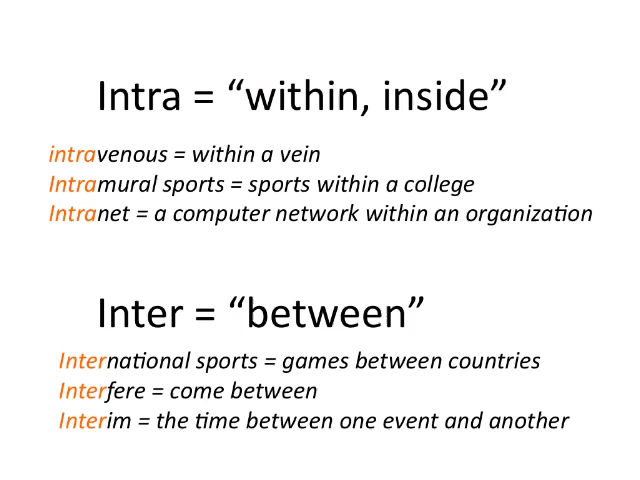 Intra = “within, inside”
intravenous = within a vein
Intramural sports = sports within a college
Intranet = a computer network within an organization
Inter = “between”
International sports = games between countries
Interfere = come between
Interim = the time between one event and another